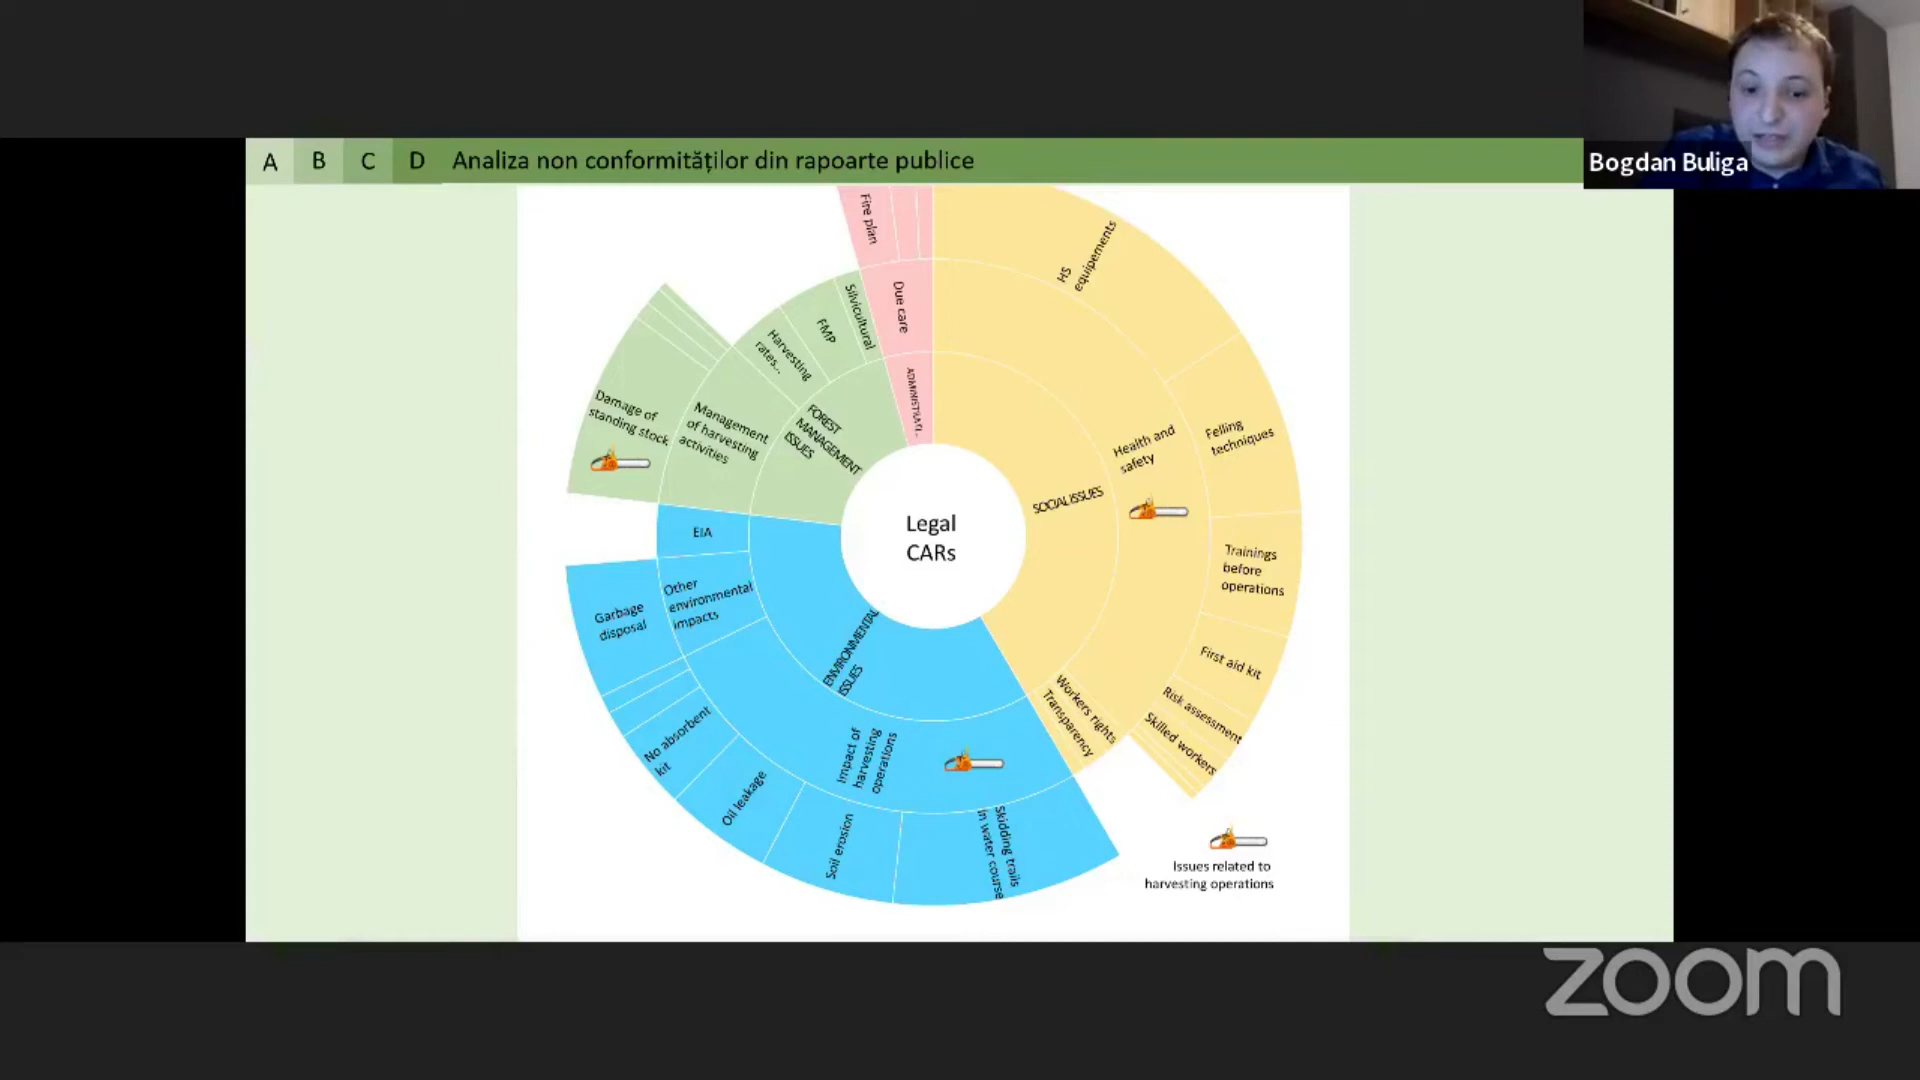 Bogdan Buliga
A B C D Analiza non conformităților din rapoarte publice
Legal
CARs
SOCIAL ISSUES
Health and
safety
HS
equipements
Felling
techniques
Trainings
before
operations
First aid kit
Risk assessment
Skilled workers
Workers rights
Transparency
ENVIRONMENTAL
ISSUES
Impact of
harvesting
operations
Skidding trails
in water course
Soil erosion
Oil leakage
No absorbent
kit
Other
environmental
impacts
Garbage
disposal
EIA
FOREST
MANAGEMENT
ISSUES
Management
of harvesting
activities
Damage of
standing stock
Harvesting
rates...
FMP
Silvicultural
ADMINISTRATI...
Due care
Fire plan
Issues related to
harvesting operations
zoom